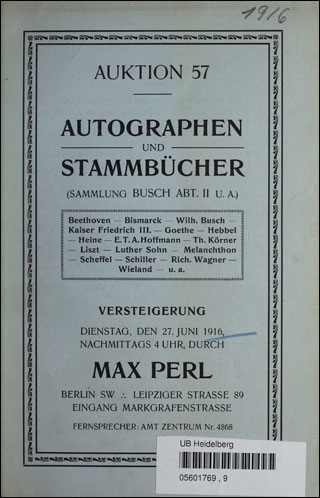 1916
AUKTION 57
AUTOGRAPHEN
UND
STAMMBÜCHER
(SAMMLUNG BUSCH ABT. II U. A.)
Beethoven — Bismarck — Wilh. Busch —
Kaiser Friedrich III. — Goethe — Hebbel
— Heine — E.T.A. Hoffmann — Th. Körner
— Liszt — Luther Sohn — Melanchthon
— Scheffel — Schiller — Rich. Wagner —
Wieland — u. a.
VERSTEIGERUNG
DIENSTAG, DEN 27. JUNI 1916,
NACHMITTAGS 4 UHR, DURCH
MAX PERL
BERLIN SW ∴ LEIPZIGER STRASSE 89
EINGANG MARKGRAFENSTRASSE
FERNSPRECHER: AMT ZENTRUM Nr. 4868
UB Heidelberg
05601769 , 9